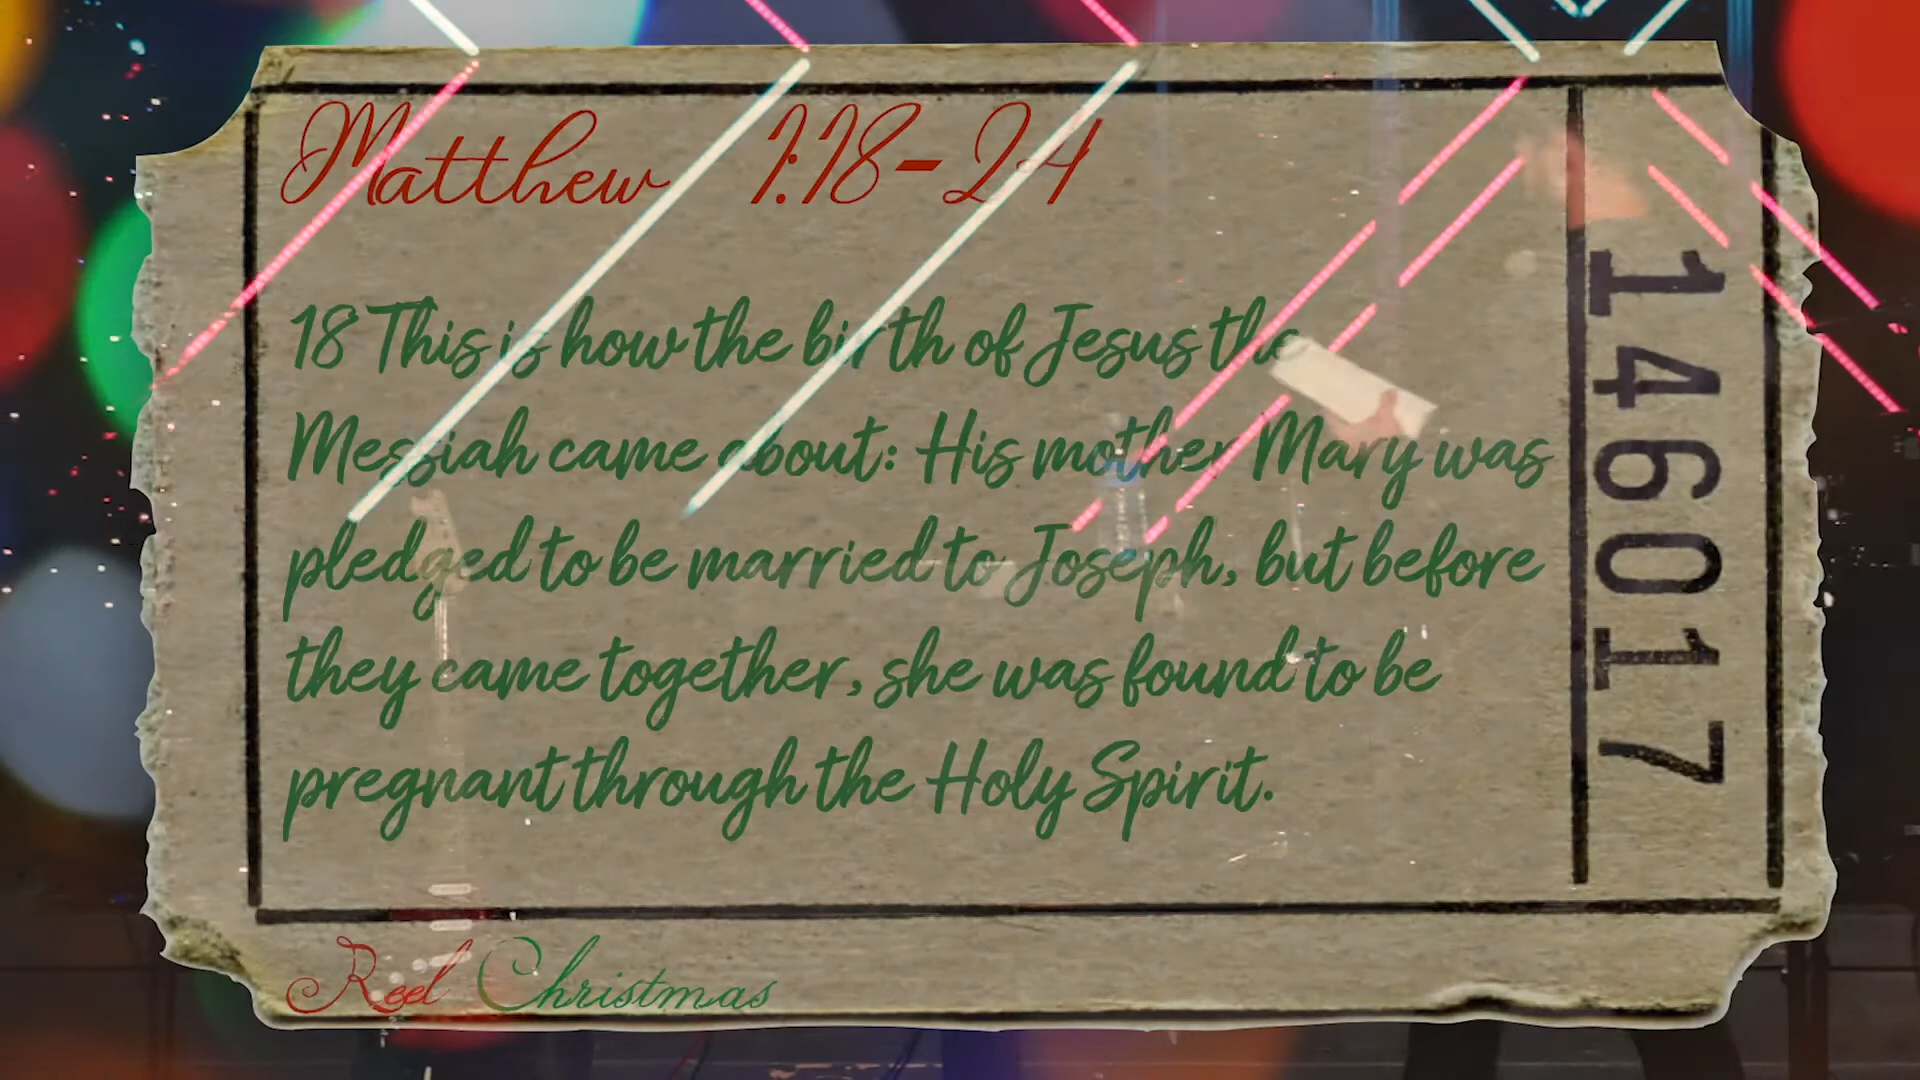 Matthew 1:18-24
18 This is how the birth of Jesus the
Messiah came about: His mother Mary was
pledged to be married to Joseph, but before
they came together, she was found to be
pregnant through the Holy Spirit.
146017
Reel Christmas